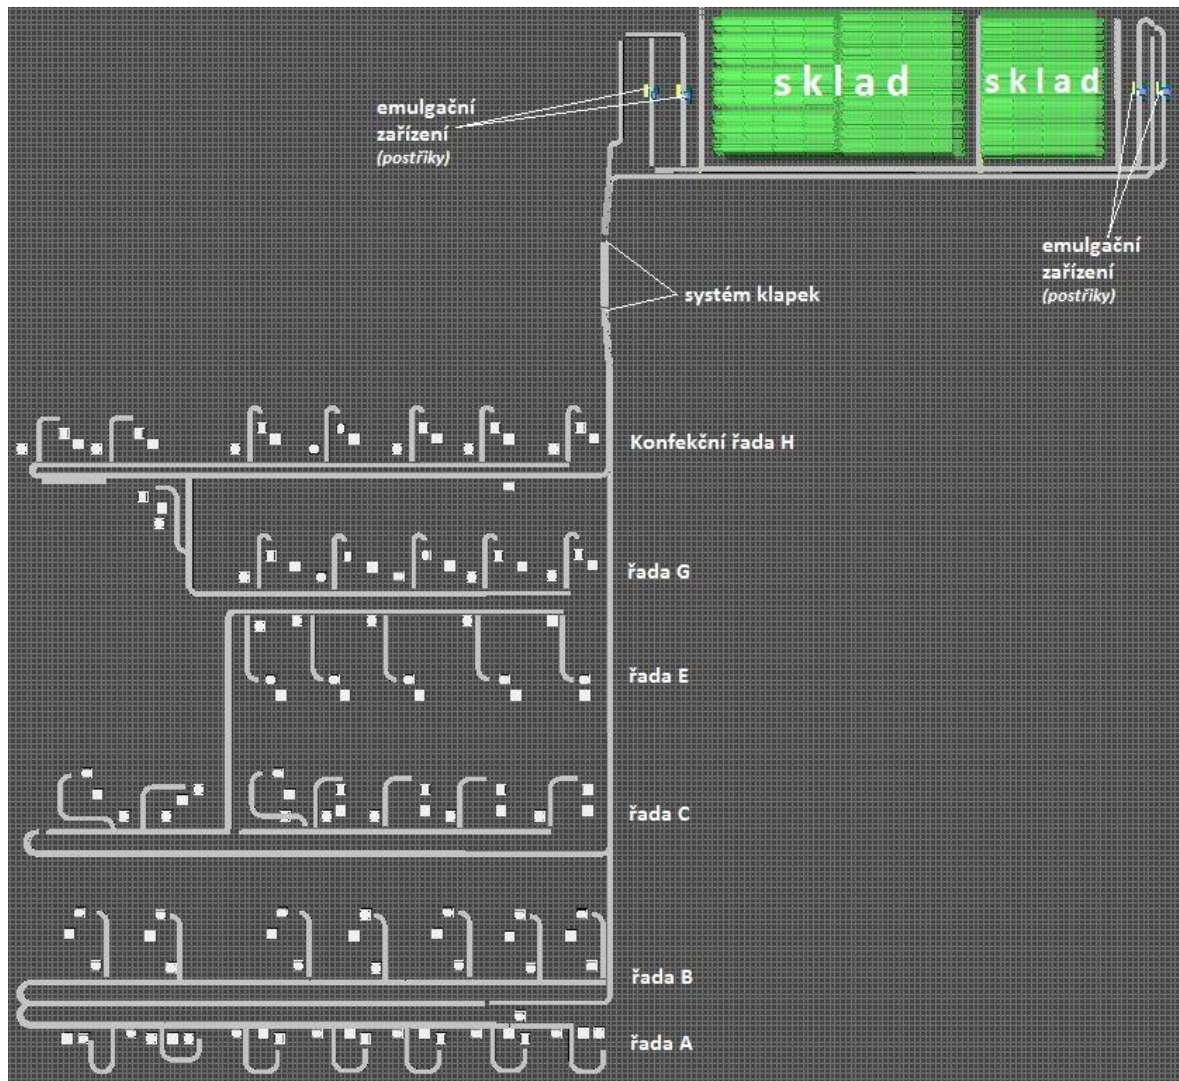 sklad
sklad
emulgační
zařízení
(postřiky)
emulgační
zařízení
(postřiky)
systém klapek
Konfekční řada H
řada G
řada E
řada C
řada B
řada A